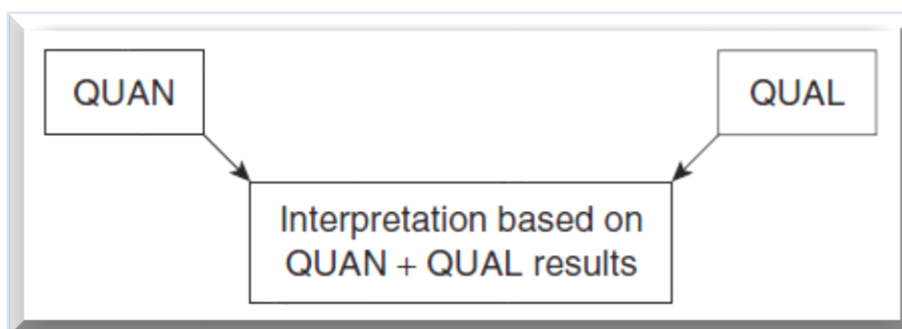 QUAN
QUAL
Interpretation based on
QUAN + QUAL results